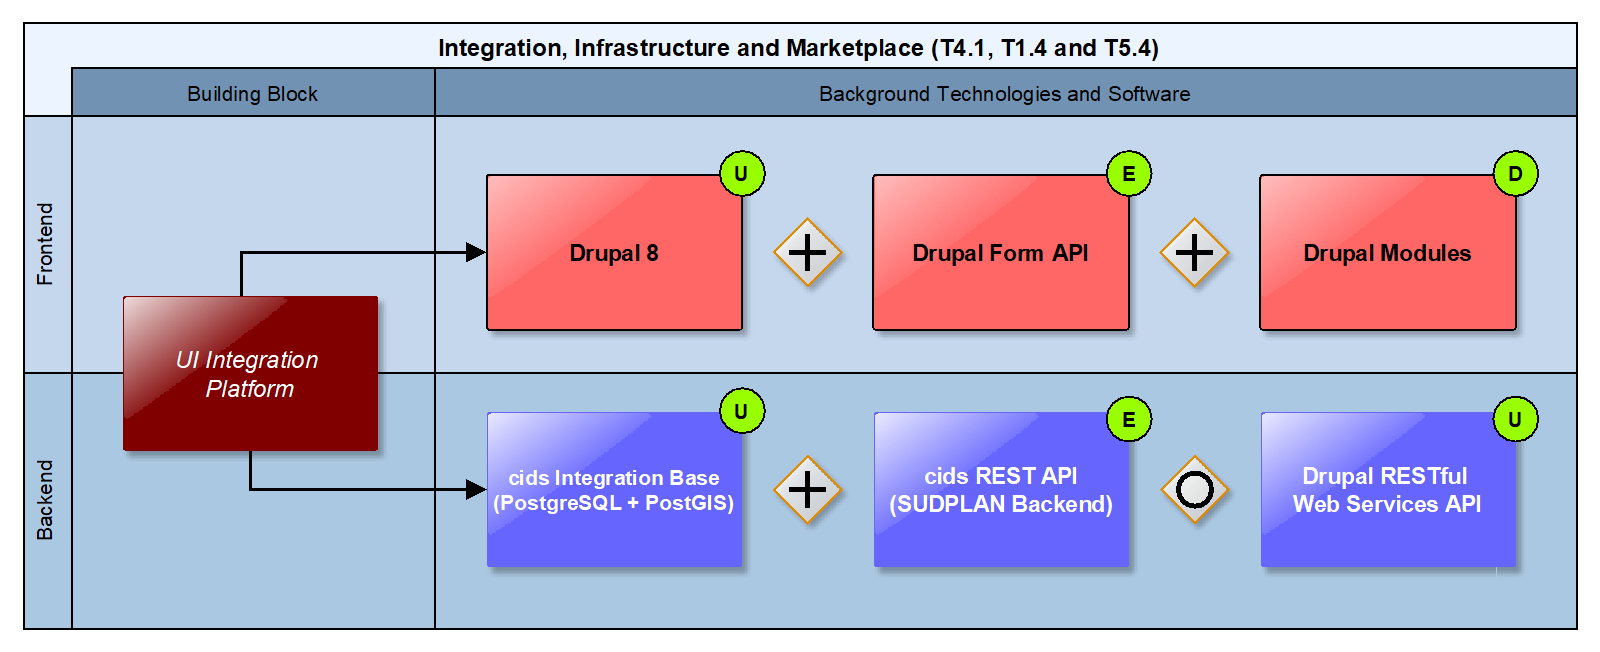 Integration, Infrastructure and Marketplace (T4.1, T1.4 and T5.4)
Building Block
Background Technologies and Software
Frontend
U
E
D
Drupal 8
Drupal Form API
Drupal Modules
UI Integration
Platform
Backend
U
E
U
cids Integration Base
(PostgreSQL + PostGIS)
cids REST API
(SUDPLAN Backend)
Drupal RESTful
Web Services API